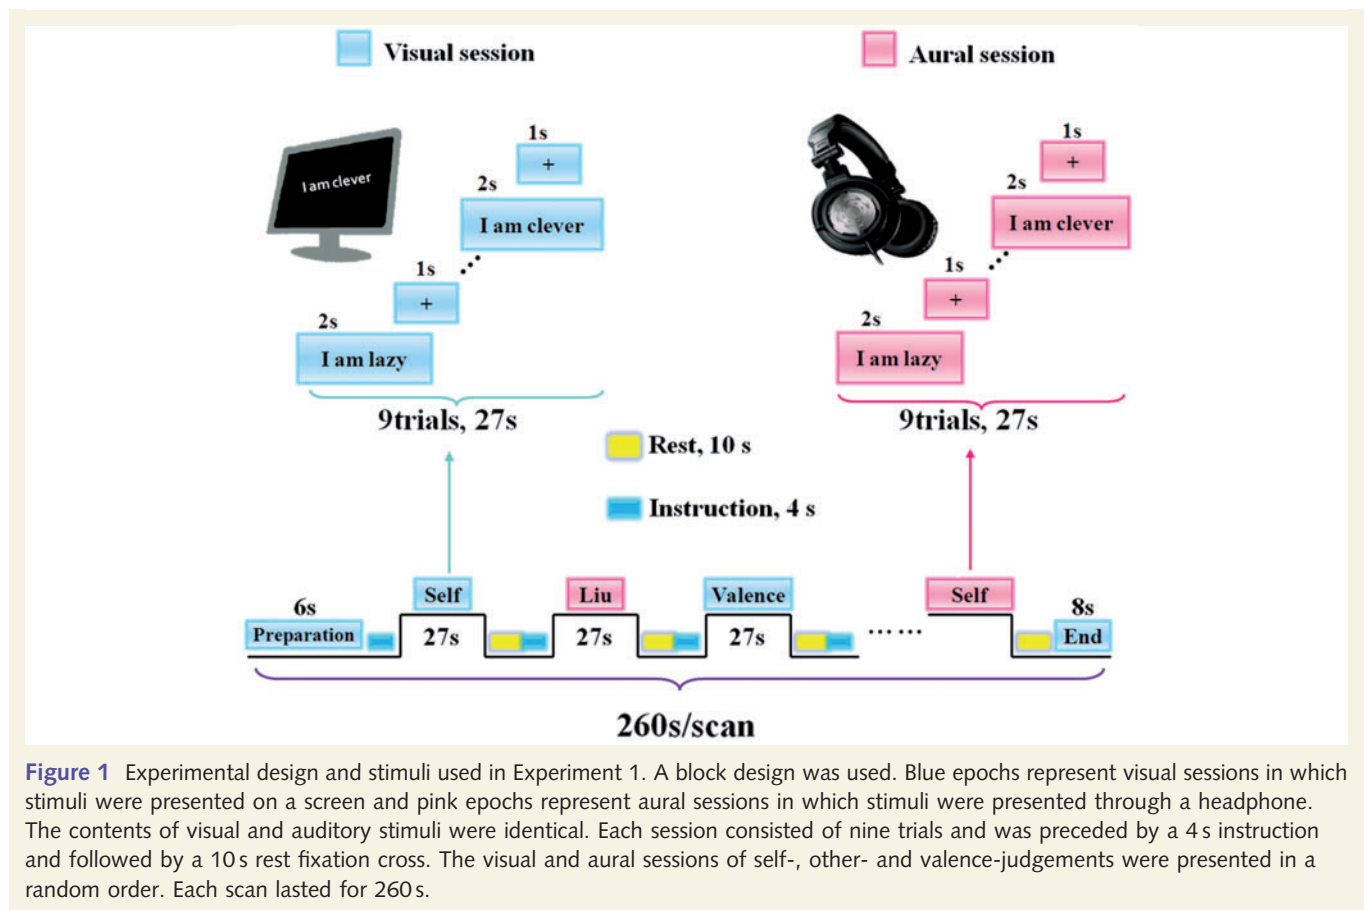 Visual session
Aural session
I am clever
1s
+
2s
I am clever
1s
+
2s
I am lazy
9trials, 27s
1s
+
2s
I am clever
1s
+
2s
I am lazy
9trials, 27s
Rest, 10 s
Instruction, 4 s
6s
Preparation
Self
27s
Liu
27s
Valence
27s
Self
8s
End
260s/scan
Figure 1 Experimental design and stimuli used in Experiment 1. A block design was used. Blue epochs represent visual sessions in which
stimuli were presented on a screen and pink epochs represent aural sessions in which stimuli were presented through a headphone.
The contents of visual and auditory stimuli were identical. Each session consisted of nine trials and was preceded by a 4 s instruction
and followed by a 10 s rest fixation cross. The visual and aural sessions of self-, other- and valence-judgements were presented in a
random order. Each scan lasted for 260 s.